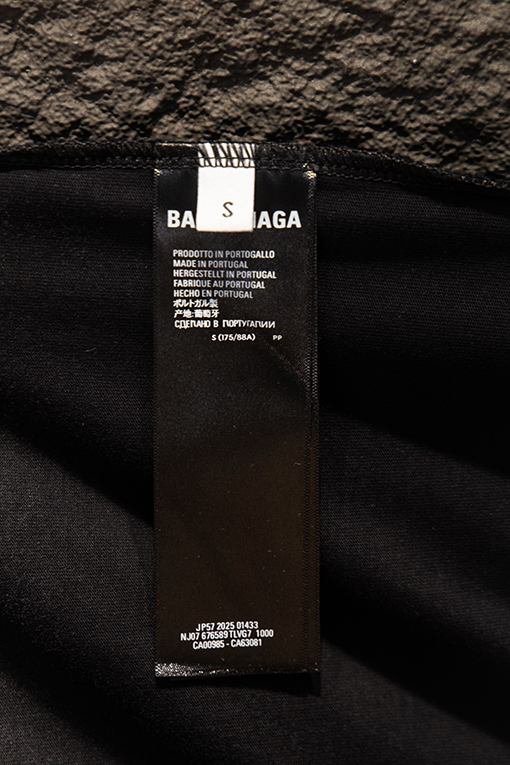 S
BA AGA
PRODOTTO IN PORTOGALLO
MADE IN PORTUGAL
HERGESTELLT IN PORTUGAL
FABRIQUE AU PORTUGAL
HECHO EN PORTUGAL
ポルトガル製
产地:葡萄牙
СДЕЛАНО В ПОРТУГАЛИИ
S (175/88A) PP
JP57 2025 01433
NJ07 676589 TLVG7 1000
CA00985 - CA63081